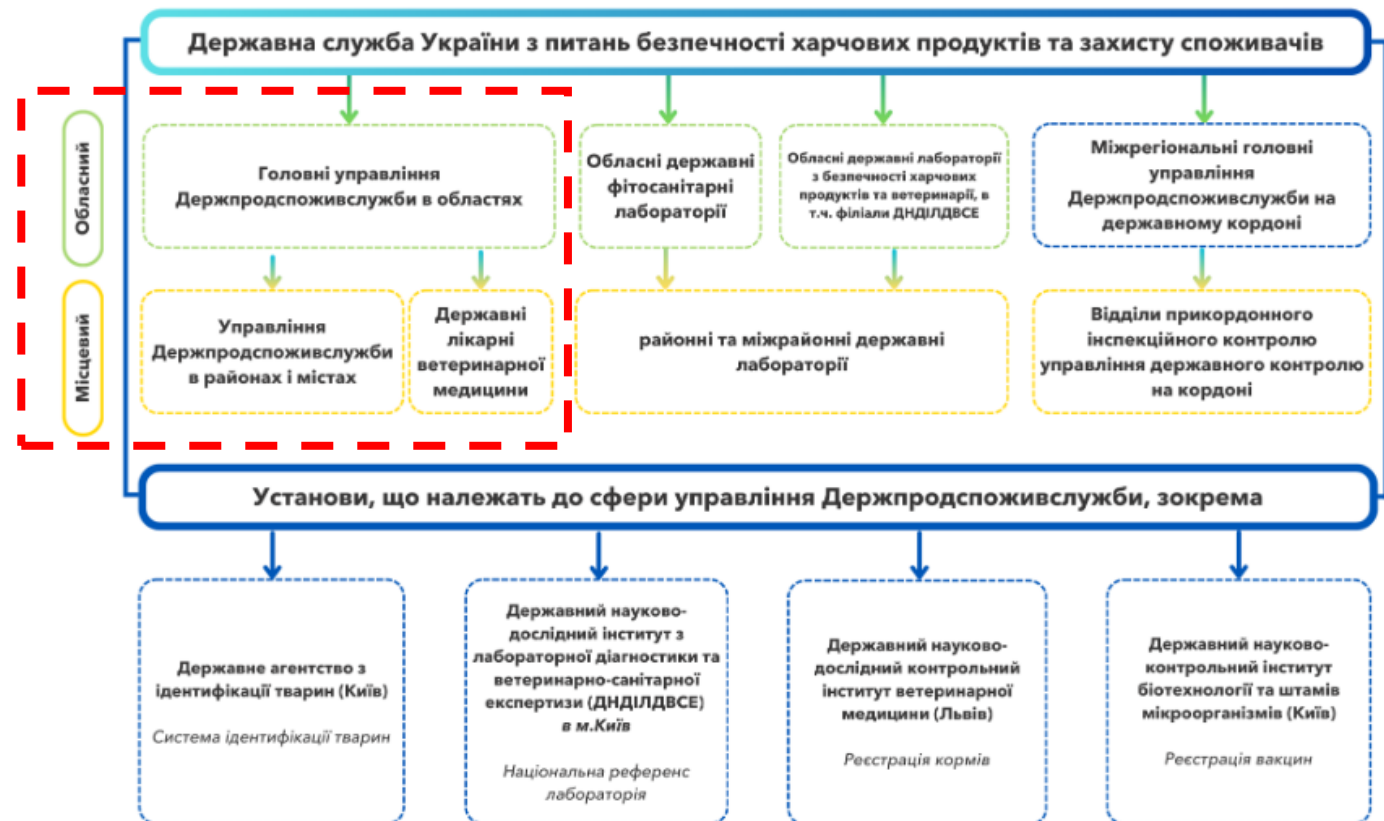 Державна служба України з питань безпечності харчових продуктів та захисту споживачів
Обласний
Головні управління
Держпродспоживслужби в областях
Обласні державні
фітосанітарні
лабораторії
Обласні державні лабораторії
з безпечності харчових
продуктів та ветеринарії, в
т.ч. філіали ДНДІЛДВСЕ
Міжрегіональні головні
управління
Держпродспоживслужби на
державному кордоні
Місцевий
Управління
Держпродспоживслужби
в районах і містах
Державні
лікарні
ветеринарної
медицини
районні та міжрайонні державні
лабораторії
Відділи прикордонного
інспекційного контролю
управління державного контролю
на кордоні
Установи, що належать до сфери управління Держпродспоживслужби, зокрема
Державне агентство з
ідентифікації тварин (Київ)
Система ідентифікації тварин
Державний науково-
дослідний інститут з
лабораторної діагностики та
ветеринарно-санітарної
експертизи (ДНДІЛДВСЕ)
в м.Київ
Національна референс
лабораторія
Державний науково-
дослідний контрольний
інститут ветеринарної
медицини (Львів)
Реєстрація кормів
Державний науково-
контрольний інститут
біотехнології та штамів
мікроорганізмів (Київ)
Реєстрація вакцин